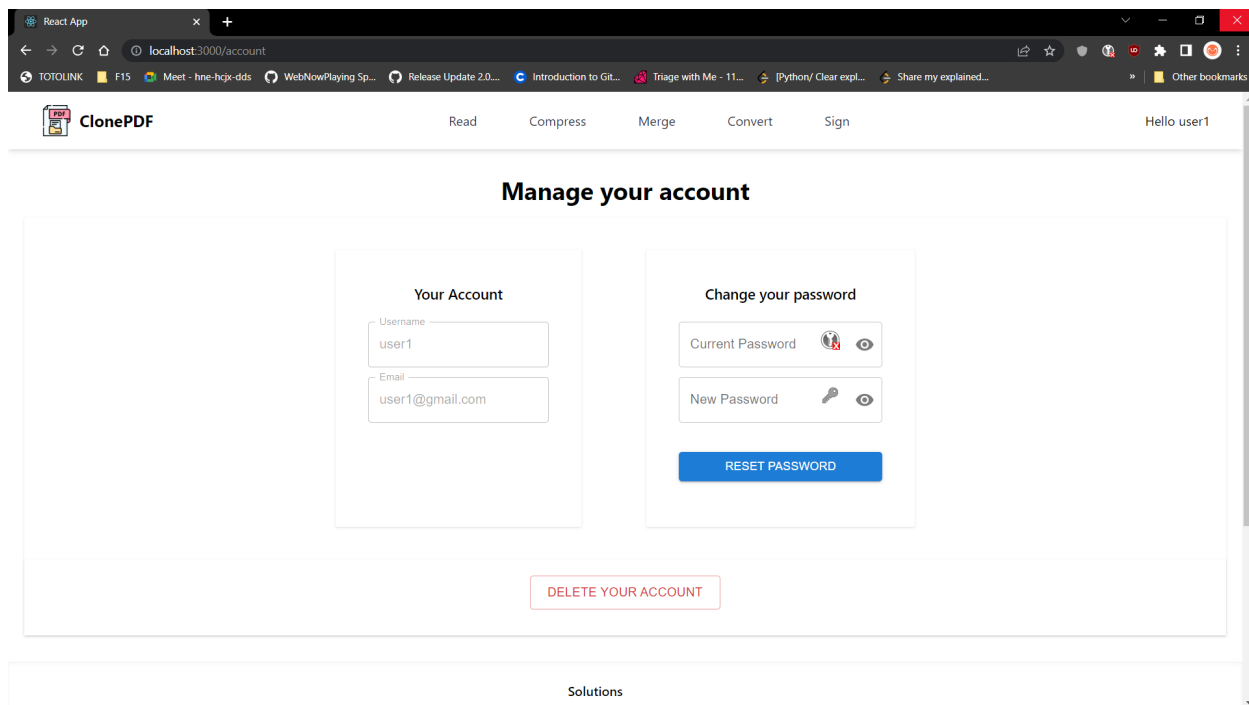 React App
localhost:3000/account
TOTOLINK F15 Meet - hne-hcjx-dds WebNowPlaying Sp... Release Update 2.0.... Introduction to Git... Triage with Me - 11... [Python/ Clear expl... Share my explained... » Other bookmarks
PDF ClonePDF Read Compress Merge Convert Sign Hello user1
Manage your account
Your Account
Username
user1
Email
user1@gmail.com
Change your password
Current Password
New Password
RESET PASSWORD
DELETE YOUR ACCOUNT
Solutions